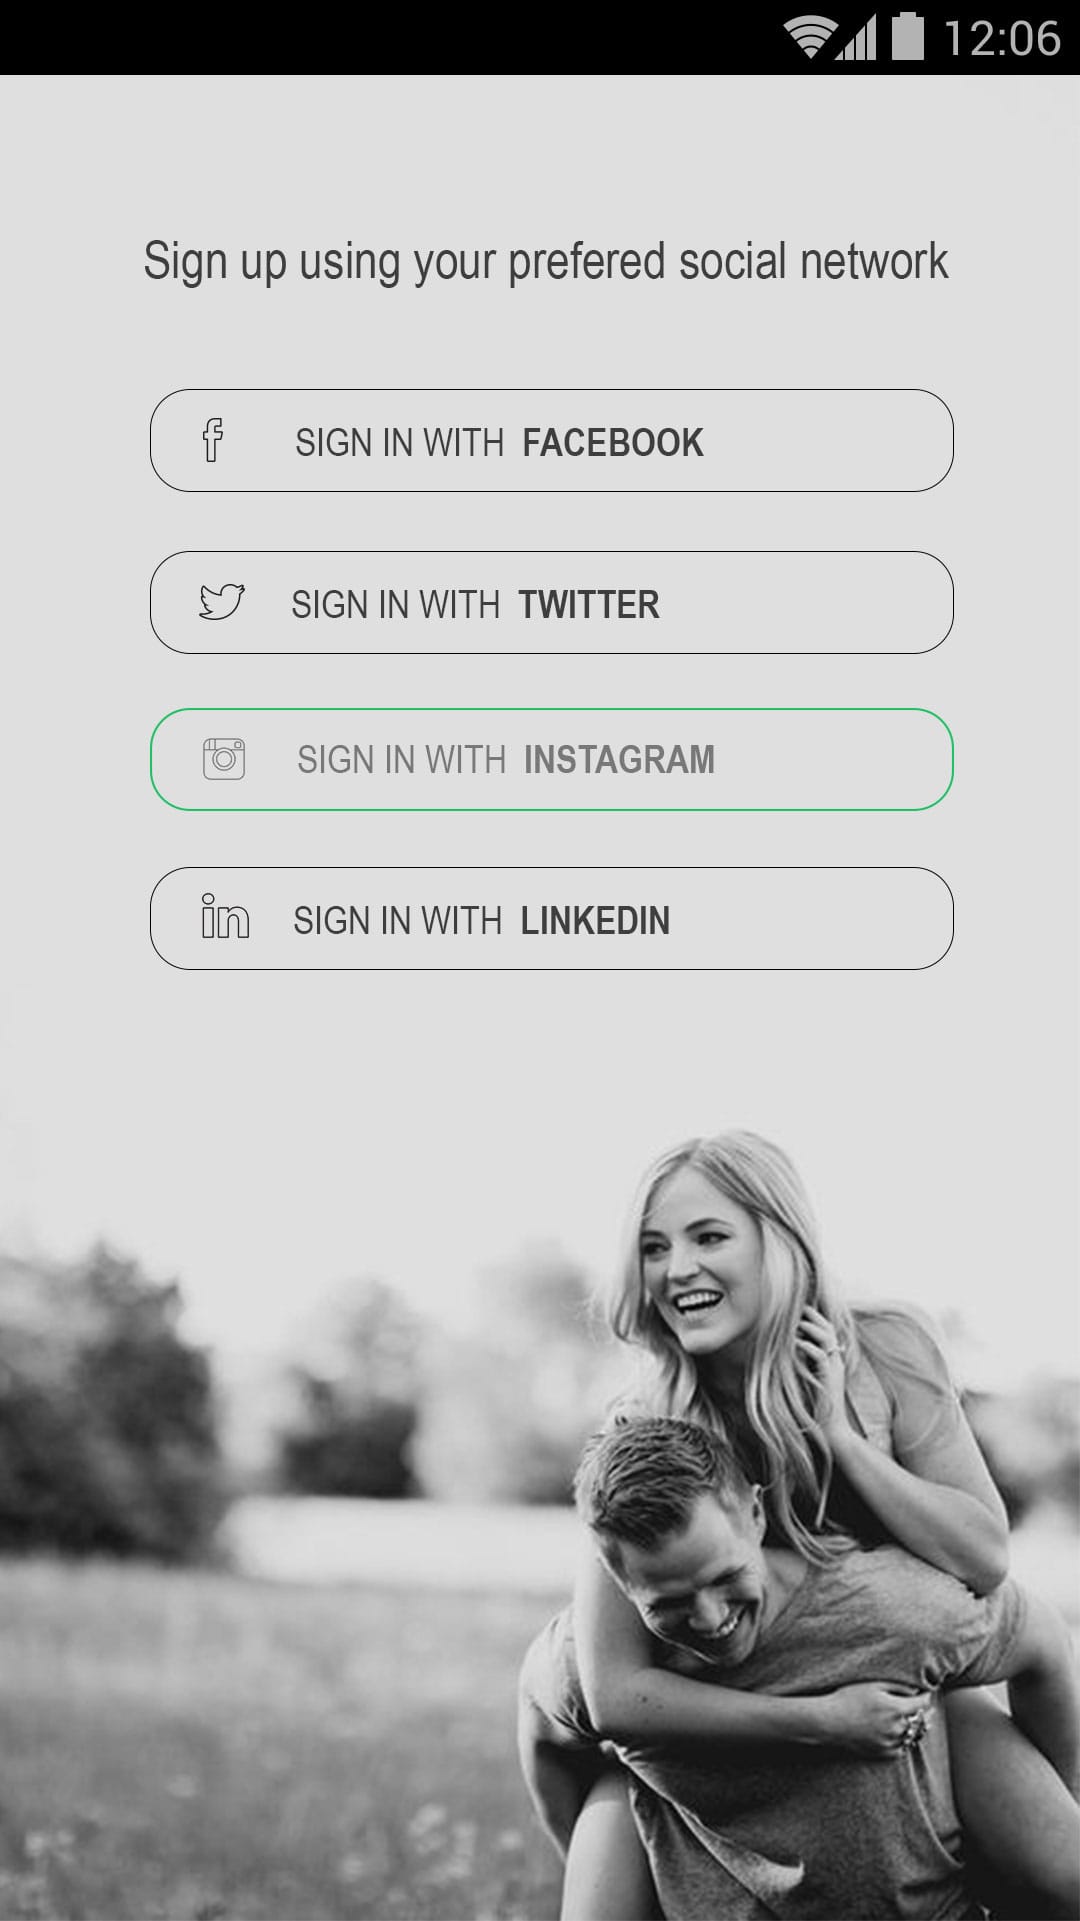 12:06
Sign up using your prefered social network
SIGN IN WITH FACEBOOK
SIGN IN WITH TWITTER
SIGN IN WITH INSTAGRAM
in SIGN IN WITH LINKEDIN